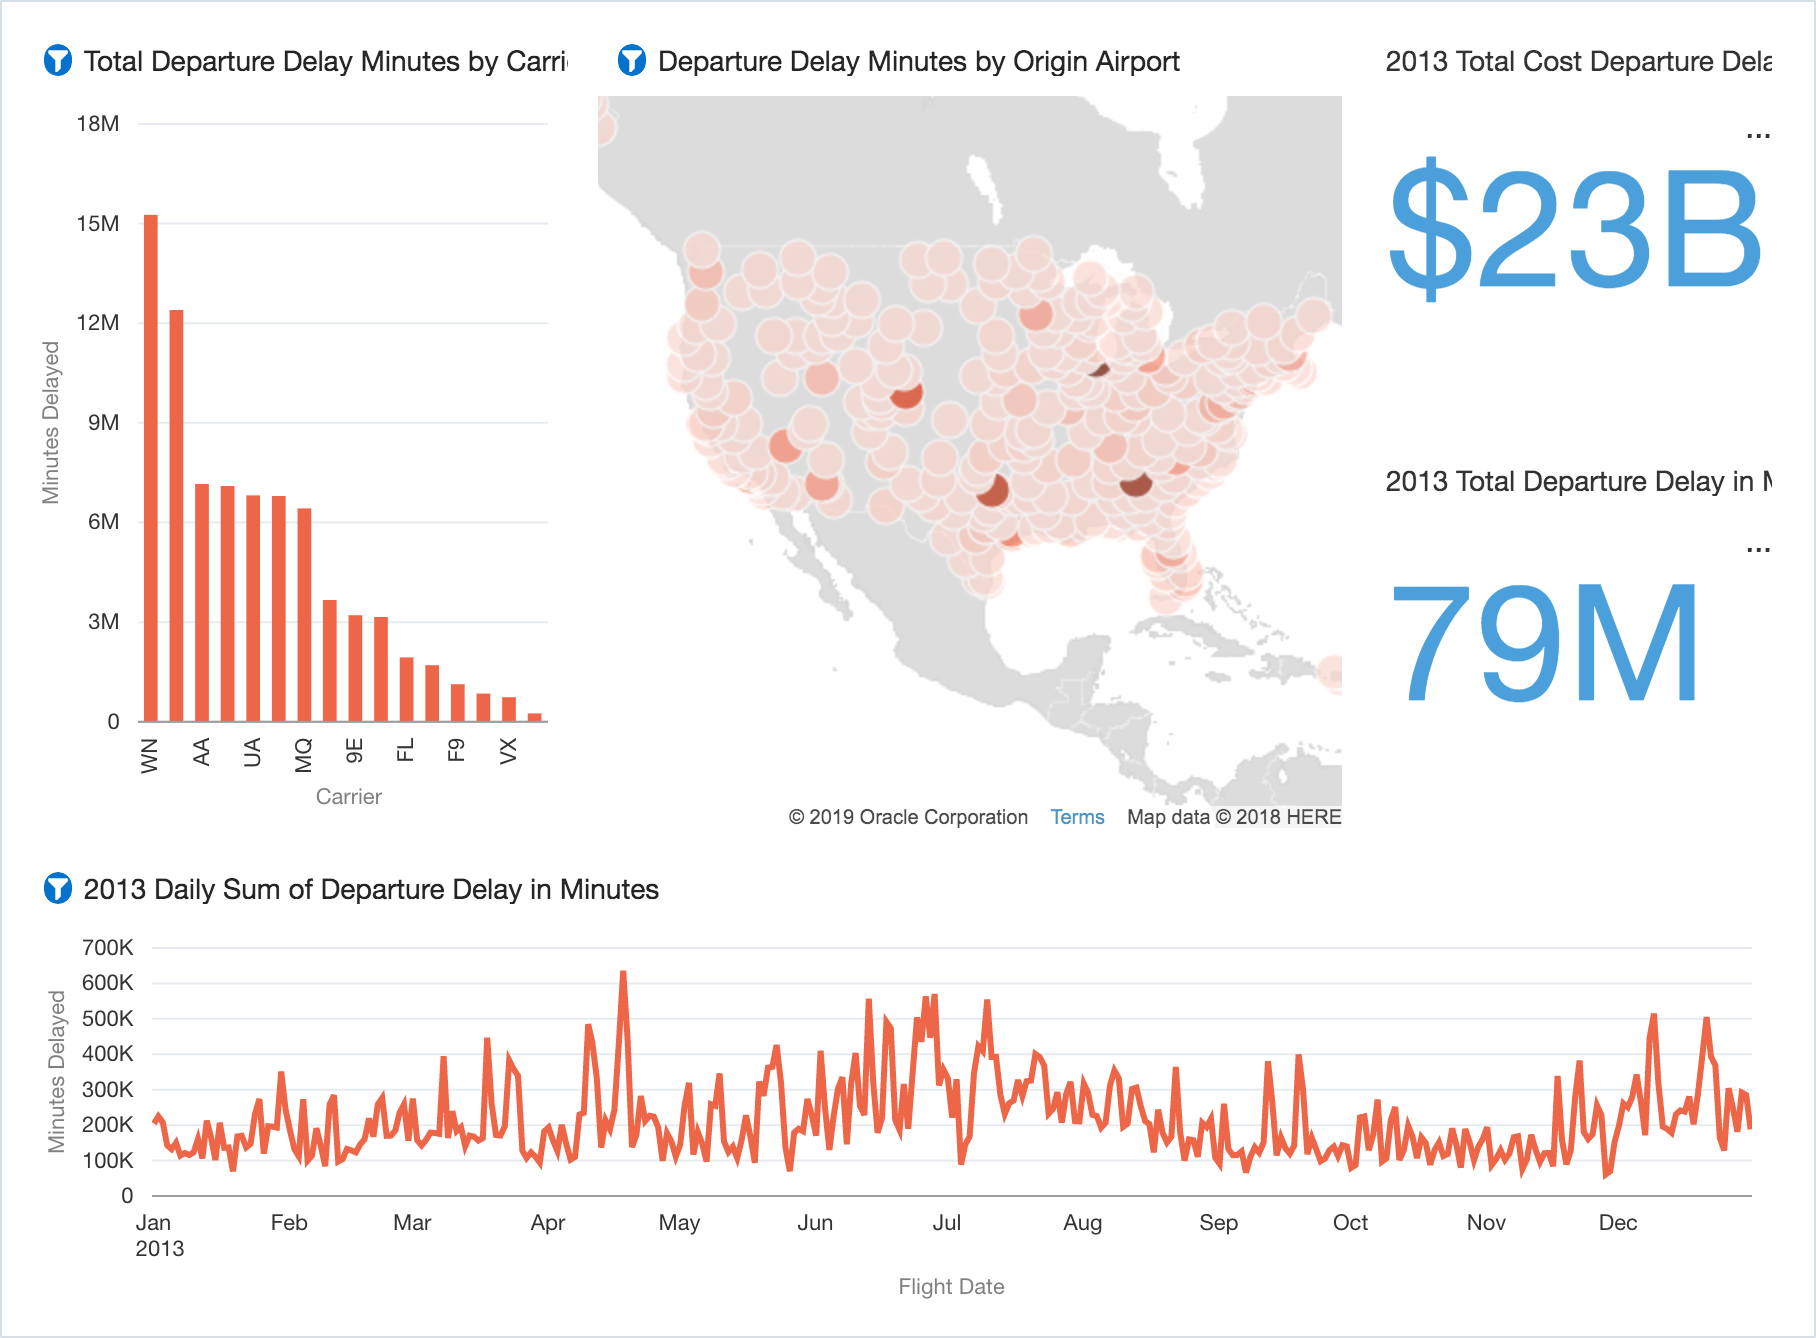 Total Departure Delay Minutes by Carri
18M
15M
12M
9M
6M
3M
0
Minutes Delayed
WN
AA
UA
MQ
9E
FL
F9
VX
Carrier
Departure Delay Minutes by Origin Airport
© 2019 Oracle Corporation Terms Map data © 2018 HERE
2013 Total Cost Departure Dela
...
$23B
2013 Total Departure Delay in M
...
79M
2013 Daily Sum of Departure Delay in Minutes
700K
600K
500K
400K
300K
200K
100K
0
Minutes Delayed
Jan Feb Mar Apr May Jun Jul Aug Sep Oct Nov Dec
2013
Flight Date